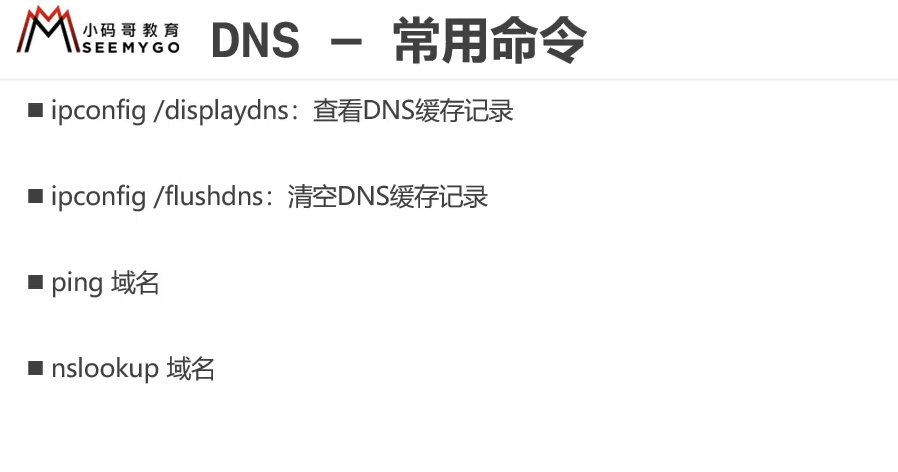 小码哥教育
SEEMYGO
DNS – 常用命令
■ ipconfig /displaydns：查看DNS缓存记录
■ ipconfig /flushdns：清空DNS缓存记录
■ ping 域名
■ nslookup 域名